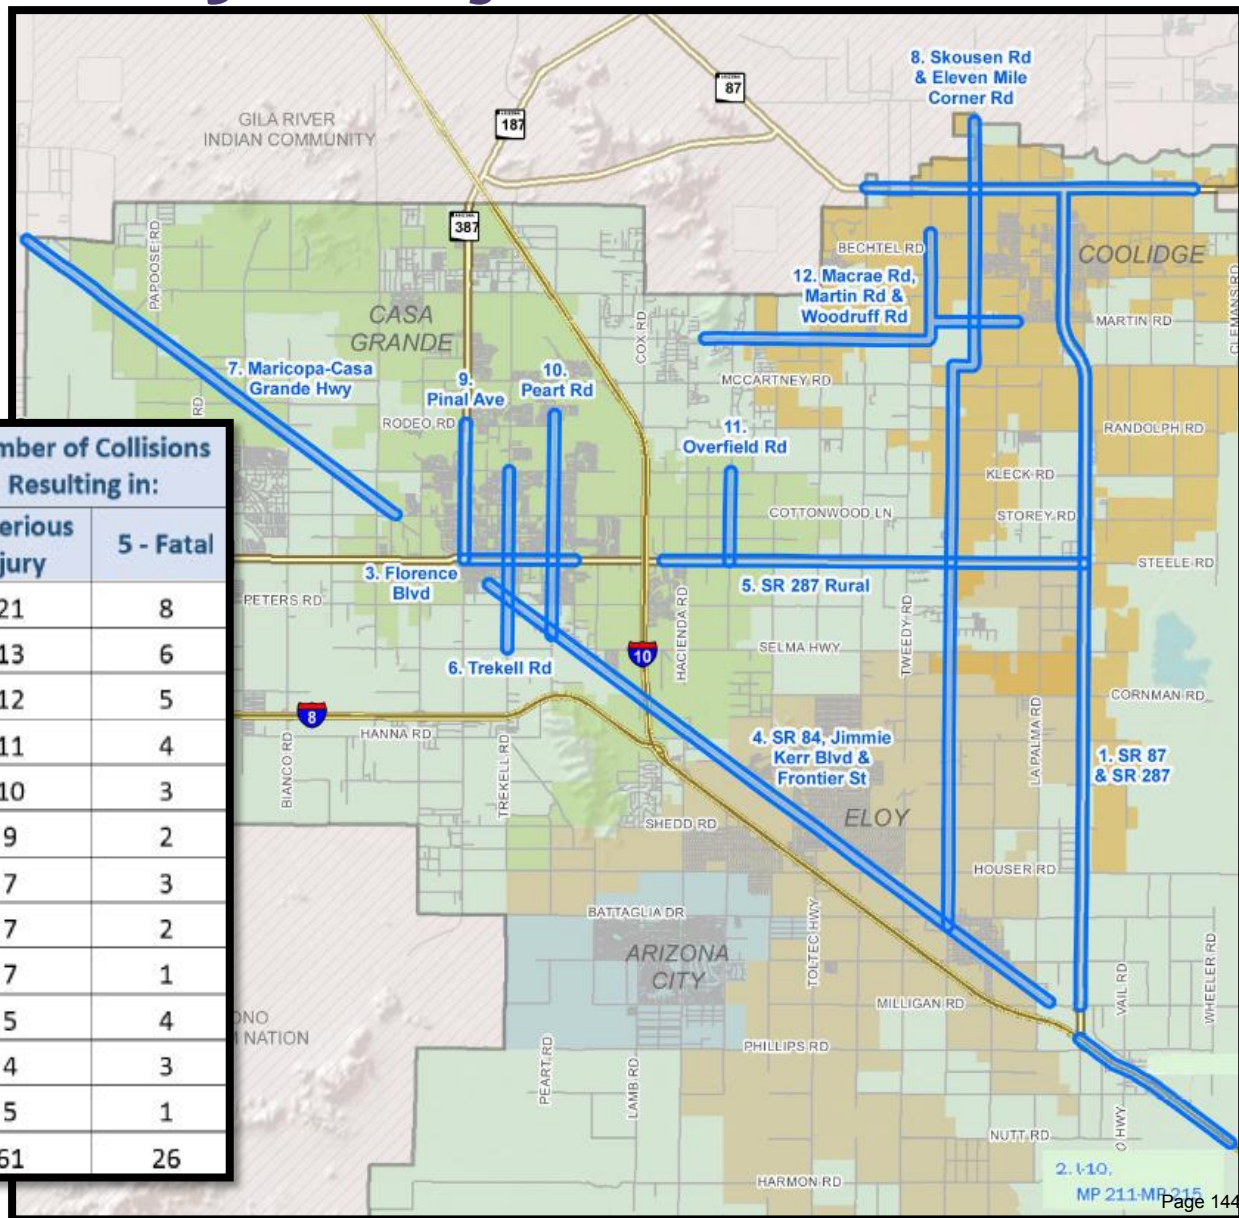 8. Skousen Rd
& Eleven Mile
Corner Rd
87
GILA RIVER
INDIAN COMMUNITY
187
387
PAPOOSE RD
BECHTEL RD
COOLIDGE
12. Macrae Rd,
Martin Rd &
Woodruff Rd
CLEMANS RD
CASA
GRANDE
COX RD
MARTIN RD
7. Maricopa-Casa
Grande Hwy
9.
Pinal Ave
10.
Peart Rd
MCCARTNEY RD
RD
RODEO RD
11.
Overfield Rd
RANDOLPH RD
KLECK RD
COTTONWOOD LN
STOREY RD
3. Florence
Blvd
STEELE RD
PETERS RD
5. SR 287 Rural
HACIENDA RD
TWEEDY RD
6. Trekell Rd
10
SELMA HWY
CORNMAN RD
8
HANNA RD
BIANCO RD
TREKELL RD
4. SR 84, Jimmie
Kerr Blvd &
Frontier St
LA PALMA RD
1. SR 87
& SR 287
SHEDD RD
ELOY
HOUSER RD
BATTAGLIA DR
TOLTEC HWY
ARIZONA
CITY
VAIL RD
WHEELER RD
MILLIGAN RD
ONO
NATION
PEART RD
LAMB RD
PHILLIPS RD
NUTT RD
O HWY
HARMON RD
2. I-10,
MP 211-MP 215
Page 144
mber of Collisions
Resulting in:
erious
jury
5 - Fatal
21 8
13 6
12 5
11 4
10 3
9 2
7 3
7 2
7 1
5 4
4 3
5 1
61 26